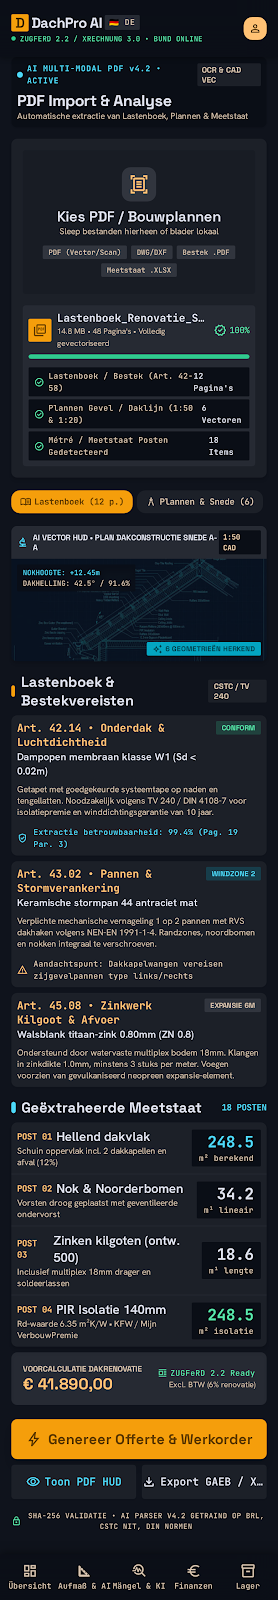 D DachPro AI 🇩🇪 DE
ZUGFERD 2.2 / XRECHNUNG 3.0 • BUND ONLINE
AI MULTI-MODAL PDF v4.2 •
ACTIVE
OCR & CAD
VEC
PDF Import & Analyse
Automatische extractie van Lastenboek, Plannen & Meetstaat
Kies PDF / Bouwplannen
Sleep bestanden hierheen of blader lokaal
PDF (Vector/Scan)
DWG/DXF
Bestek .PDF
Meetstaat .XLSX
Lastenboek_Renovatie_S…
14.8 MB • 48 Pagina's • Volledig
gevectoriseerd
100%
Lastenboek / Bestek (Art. 42-
58)
12
Pagina's
Plannen Gevel / Daklijn (1:50
& 1:20)
6
Vectoren
Métré / Meetstaat Posten
Gedetecteerd
18
Items
Lastenboek (12 p.)
Plannen & Snede (6)
AI VECTOR HUD • PLAN DAKCONSTRUCTIE SNEDE A-
A
1:50
CAD
NOKHOOGTE: +12.45m
DAKHELLING: 42.5° / 91.6%
6 GEOMETRIEËN HERKEND
Lastenboek &
Bestekvereisten
CSTC / TV
240
Art. 42.14 • Onderdak &
Luchtdichtheid
CONFORM
Dampopen membraan klasse W1 (Sd <
0.02m)
Getapet met goedgekeurde systeemtape op naden en
tengellatten. Noodzakelijk volgens TV 240 / DIN 4108-7 voor
isolatiepremie en winddichtingsgarantie van 10 jaar.
Extractie betrouwbaarheid: 99.4% (Pag. 19
Par. 3)
Art. 43.02 • Pannen &
Stormverankering
WINDZONE 2
Keramische stormpan 44 antraciet mat
Verplichte mechanische vernageling 1 op 2 pannen met RVS
dakhaken volgens NEN-EN 1991-1-4. Randzones, noordbomen
en nokken integraal te verschroeven.
Aandachtspunt: Dakkapelwangen vereisen
zijgevelpannen type links/rechts
Art. 45.08 • Zinkwerk
Kilgoot & Afvoer
EXPANSIE 6M
Walsblank titaan-zink 0.80mm (ZN 0.8)
Ondersteund door watervaste multiplex bodem 18mm. Klangen
in zinkdikte 1.0mm, minstens 3 stuks per meter. Voegen
voorzien van gevulkaniseerd neopreen expansie-element.
Geëxtraheerde Meetstaat
18 POSTEN
POST 01 Hellend dakvlak
Schuin oppervlak incl. 2 dakkapellen en
afval (12%)
248.5
m² berekend
POST 02 Nok & Noorderbomen
Vorsten droog geplaatst met geventileerde
ondervorst
34.2
m¹ lineair
POST
03
Zinken kilgoten (ontw.
500)
Inclusief multiplex 18mm drager en
soldeerlassen
18.6
m¹ lengte
POST 04 PIR Isolatie 140mm
Rd-waarde 6.35 m²K/W • KFW / Mijn
VerbouwPremie
248.5
m² isolatie
VOORCALCULATIE DAKRENOVATIE
€ 41.890,00
ZUGFeRD 2.2 Ready
Excl. BTW (6% renovatie)
Genereer Offerte & Werkorder
Toon PDF HUD
Export GAEB / X…
SHA-256 VALIDATIE • AI PARSER V4.2 GETRAIND OP BRL,
CSTC NIT, DIN NORMEN
Übersicht
Aufmaß & AI
Mängel & KI
Finanzen
Lager